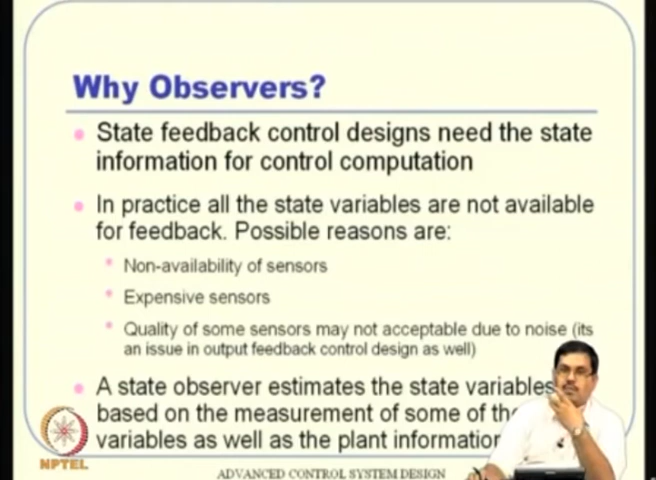 Why Observers?
State feedback control designs need the state
information for control computation
In practice all the state variables are not available
for feedback. Possible reasons are:
Non-availability of sensors
Expensive sensors
Quality of some sensors may not acceptable due to noise (its
an issue in output feedback control design as well)
A state observer estimates the state variables
based on the measurement of some of the
variables as well as the plant information
NPTEL
ADVANCED CONTROL SYSTEM DESIGN